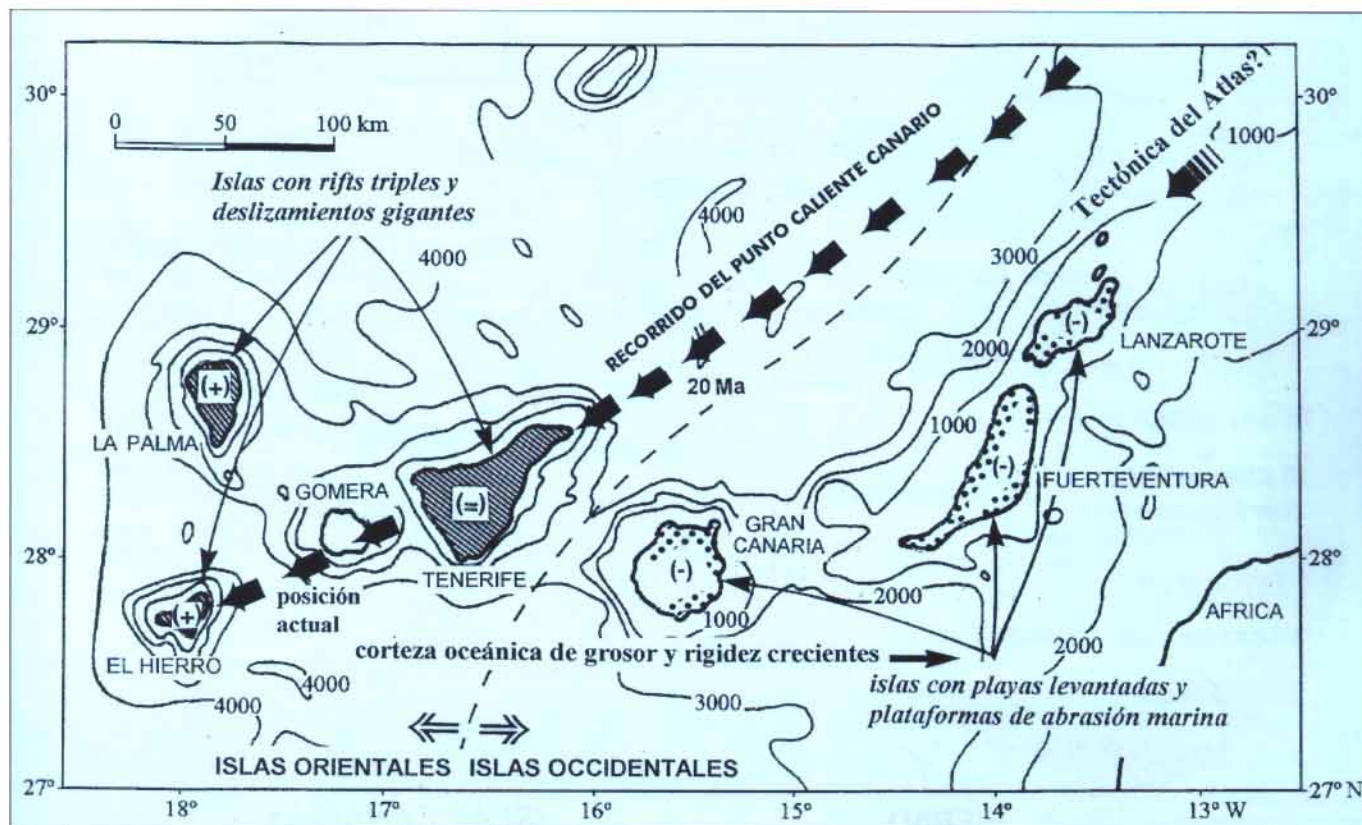 30°
0 50 100 km
Islas con rifts triples y
deslizamientos gigantes
4000
4000
RECORRIDO DEL PUNTO CALIENTE CANARIO
20 Ma
Tectónica del Atlas?
1000
30°
3000
29°
2000
(-)
LANZAROTE
29°
(+)
LA PALMA
1000
(-)
FUERTEVENTURA
GOMERA
(=)
TENERIFE
GRAN
CANARIA
(-)
1000
28°
2000
28°
posición
actual
(+)
EL HIERRO
AFRICA
2000
corteza oceánica de grosor y rigidez crecientes
islas con playas levantadas y
plataformas de abrasión marina
4000
4000
3000
ISLAS ORIENTALES ISLAS OCCIDENTALES
27°
27° N
18° 17° 16° 15° 14° 13° W